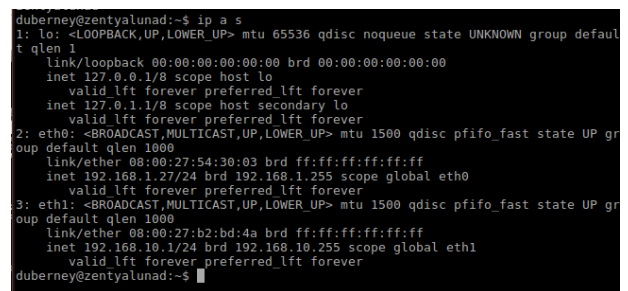 duberney@zentyalunad:~$ ip a s
1: lo: <LOOPBACK,UP,LOWER_UP> mtu 65536 qdisc noqueue state UNKNOWN group defaul
t qlen 1
    link/loopback 00:00:00:00:00:00 brd 00:00:00:00:00:00
    inet 127.0.0.1/8 scope host lo
       valid_lft forever preferred_lft forever
    inet 127.0.1.1/8 scope host secondary lo
       valid_lft forever preferred_lft forever
2: eth0: <BROADCAST,MULTICAST,UP,LOWER_UP> mtu 1500 qdisc pfifo_fast state UP gr
oup default qlen 1000
    link/ether 08:00:27:54:30:03 brd ff:ff:ff:ff:ff:ff
    inet 192.168.1.27/24 brd 192.168.1.255 scope global eth0
       valid_lft forever preferred_lft forever
3: eth1: <BROADCAST,MULTICAST,UP,LOWER_UP> mtu 1500 qdisc pfifo_fast state UP gr
oup default qlen 1000
    link/ether 08:00:27:b2:bd:4a brd ff:ff:ff:ff:ff:ff
    inet 192.168.10.1/24 brd 192.168.10.255 scope global eth1
       valid_lft forever preferred_lft forever
duberney@zentyalunad:~$